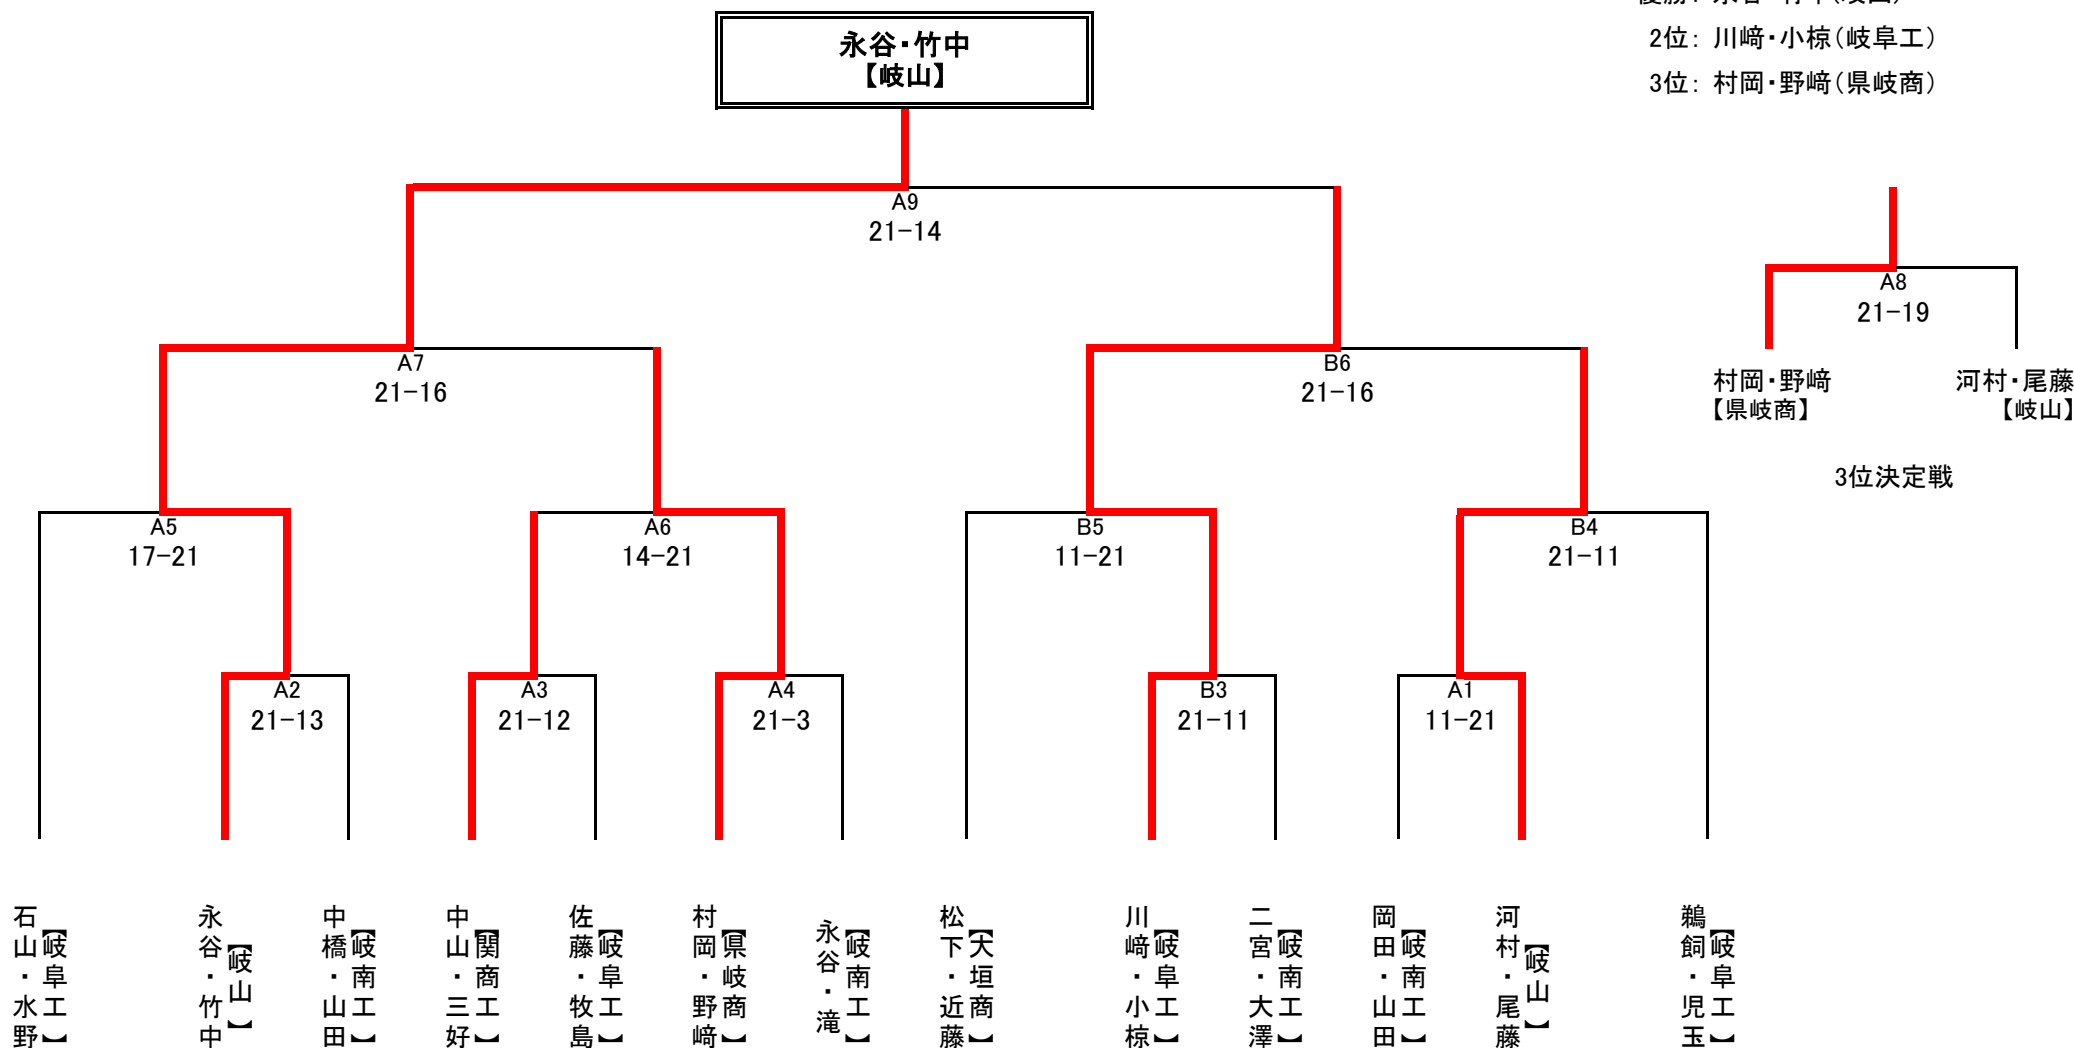 優勝: 永谷・竹中(岐山)
2位: 川﨑・小椋(岐阜工)
3位: 村岡・野﨑(県岐商)
永谷・竹中
【岐山】
A9
21-14
A8
21-19
村岡・野﨑
【県岐商】
河村・尾藤
【岐山】
3位決定戦
A7
21-16
B6
21-16
A5
17-21
A6
14-21
B5
11-21
B4
21-11
A2
21-13
A3
21-12
A4
21-3
B3
21-11
A1
11-21
石山・水野
【岐阜工】
永谷・竹中
【岐山】
中橋・山田
【岐南工】
中山・三好
【関商工】
佐藤・牧島
【岐阜工】
村岡・野﨑
【県岐商】
永谷・滝
【岐南工】
松下・近藤
【大垣商】
川﨑・小椋
【岐阜工】
二宮・大澤
【岐南工】
岡田・山田
【岐南工】
河村・尾藤
【岐山】
鵜飼・児玉
【岐阜工】